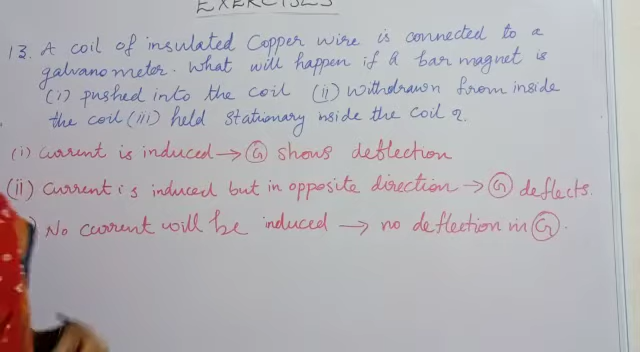 EXERCISES
13. A coil of insulated Copper wire is connected to a
galvanometer. What will happen if a bar magnet is
(i) pushed into the coil (ii) withdrawn from inside
the coil (iii) held stationary inside the coil ?
(i) Current is induced → G shows deflection
(ii) Current is induced but in opposite direction → G deflects.
) No current will be induced → no deflection in G.